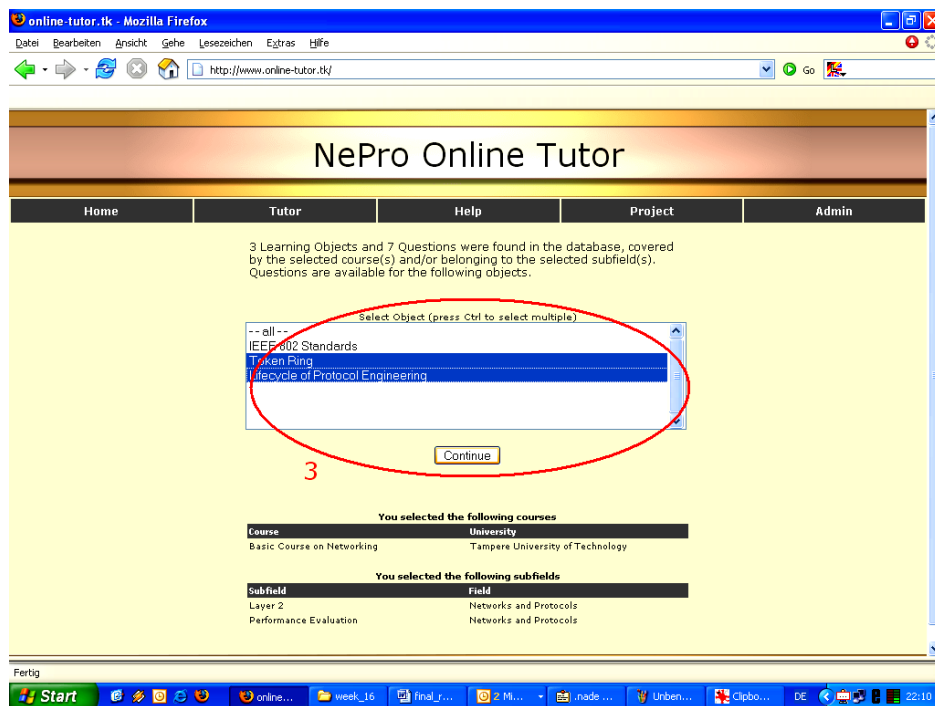 online-tutor.tk - Mozilla Firefox
Datei Bearbeiten Ansicht Gehe Lesezeichen Extras Hilfe
http://www.online-tutor.tk/ Go
NePro Online Tutor
Home Tutor Help Project Admin
3 Learning Objects and 7 Questions were found in the database, covered
by the selected course(s) and/or belonging to the selected subfield(s).
Questions are available for the following objects.
Select Object (press Ctrl to select multiple)
-- all --
IEEE 802 Standards
Token Ring
Lifecycle of Protocol Engineering
Continue
3
You selected the following courses
Course University
Basic Course on Networking Tampere University of Technology
You selected the following subfields
Subfield Field
Layer 2 Networks and Protocols
Performance Evaluation Networks and Protocols
Fertig
Start online... week_16 final_r... 2 Mi... .nade ... Unben... Clipbo... DE 22:10